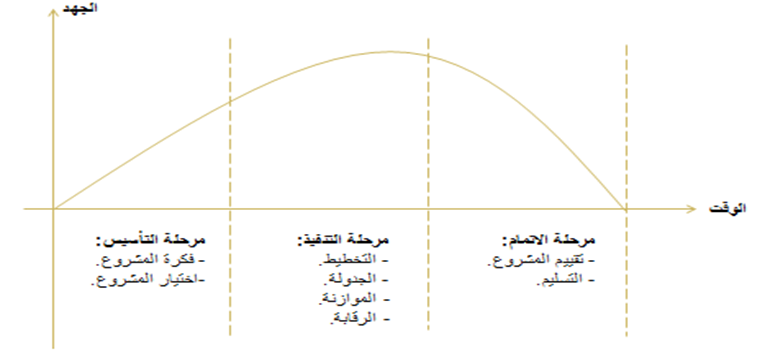 الجهد
الوقت
مرحلة التأسيس:
- فكرة المشروع.
-اختيار المشروع.
مرحلة التنفيذ:
- التخطيط.
- الجدولة.
- الموازنة.
- الرقابة.
مرحلة الاتمام:
- تقييم المشروع.
- التسليم.